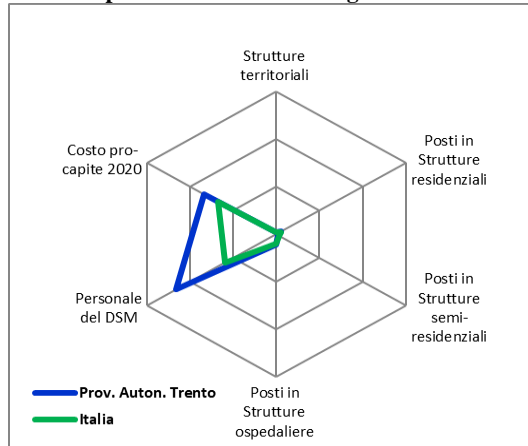 Strutture
territoriali
Costo pro-
capite 2020
Posti in
Strutture
residenziali
Personale
del DSM
Posti in
Strutture
semi-
residenziali
Posti in
Strutture
ospedaliere
Prov. Auton. Trento
Italia